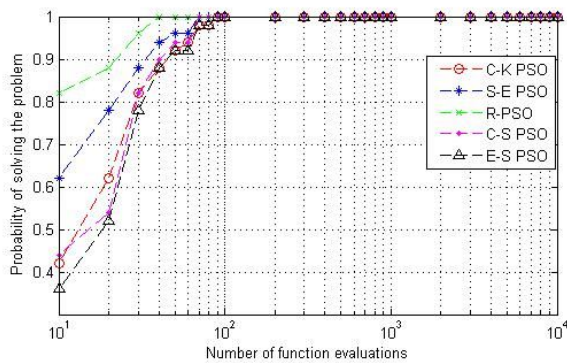 1
0.9
0.8
0.7
0.6
0.5
0.4
Probability of solving the problem
C-K PSO
S-E PSO
R-PSO
C-S PSO
E-S PSO
10^1
10^2
10^3
10^4
Number of function evaluations